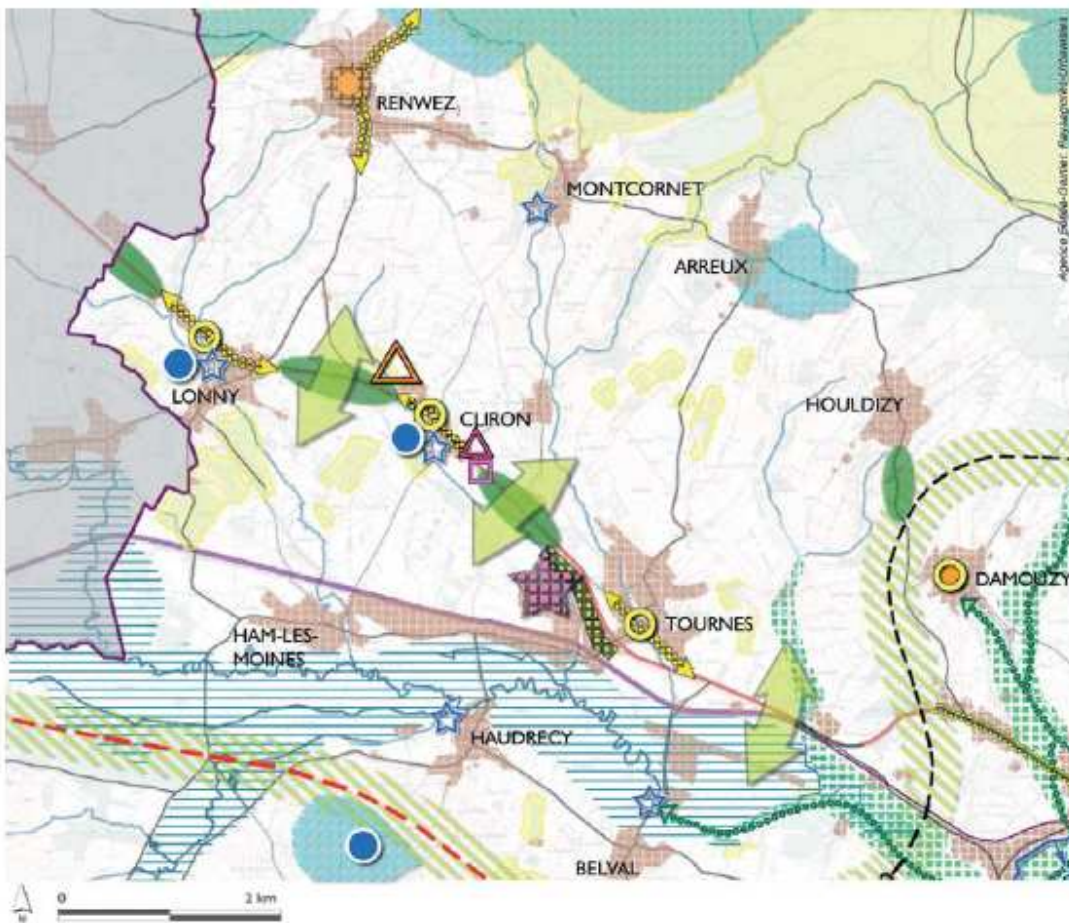 RENWEZ
MONTCORNET
ARREUX
LONNY
CLIRON
HOULDIZY
DAMOUZY
HAM-LES-
MOINES
TOURNES
HAUDRECY
BELVAL
0 2 km